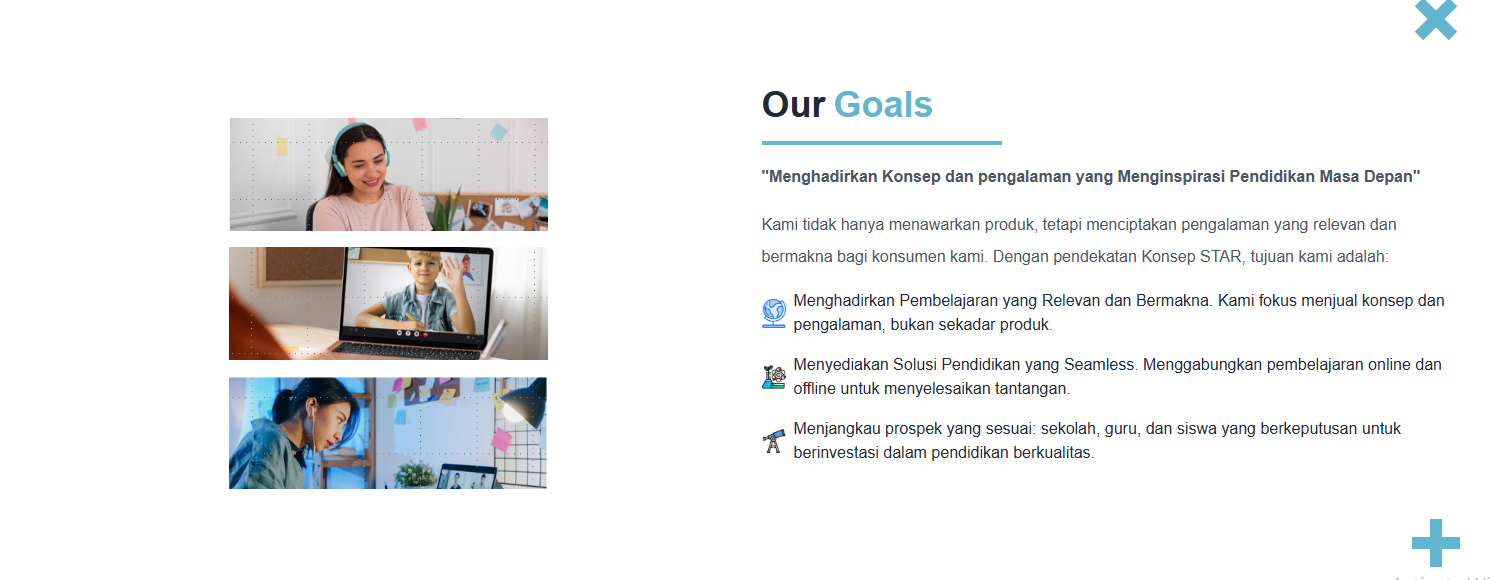 Our Goals
"Menghadirkan Konsep dan pengalaman yang Menginspirasi Pendidikan Masa Depan"
Kami tidak hanya menawarkan produk, tetapi menciptakan pengalaman yang relevan dan
bermakna bagi konsumen kami. Dengan pendekatan Konsep STAR, tujuan kami adalah:
Menghadirkan Pembelajaran yang Relevan dan Bermakna. Kami fokus menjual konsep dan
pengalaman, bukan sekadar produk.
Menyediakan Solusi Pendidikan yang Seamless. Menggabungkan pembelajaran online dan
offline untuk menyelesaikan tantangan.
Menjangkau prospek yang sesuai: sekolah, guru, dan siswa yang berkeputusan untuk
berinvestasi dalam pendidikan berkualitas.